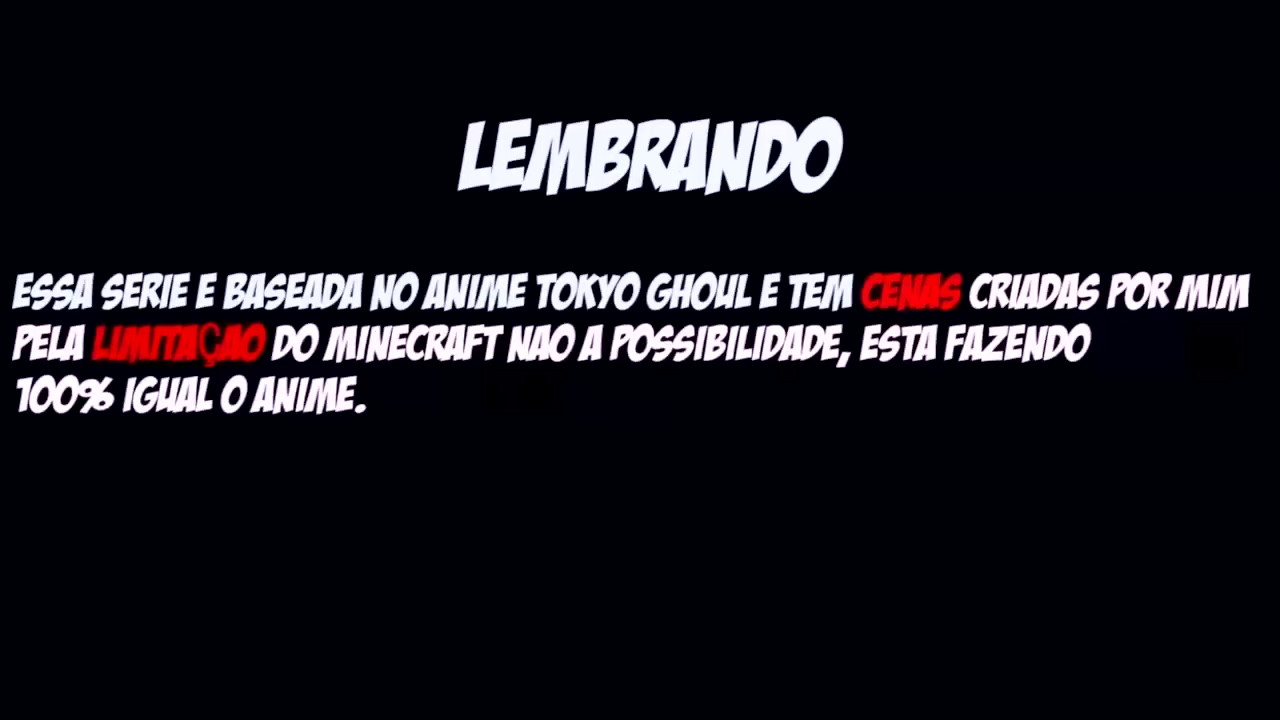 LEMBRANDO
ESSA SERIE E BASEADA NO ANIME TOKYO GHOUL E TEM CENAS CRIADAS POR MIM
PELA LIMITAÇAO DO MINECRAFT NAO A POSSIBILIDADE, ESTA FAZENDO
100% IGUAL O ANIME.